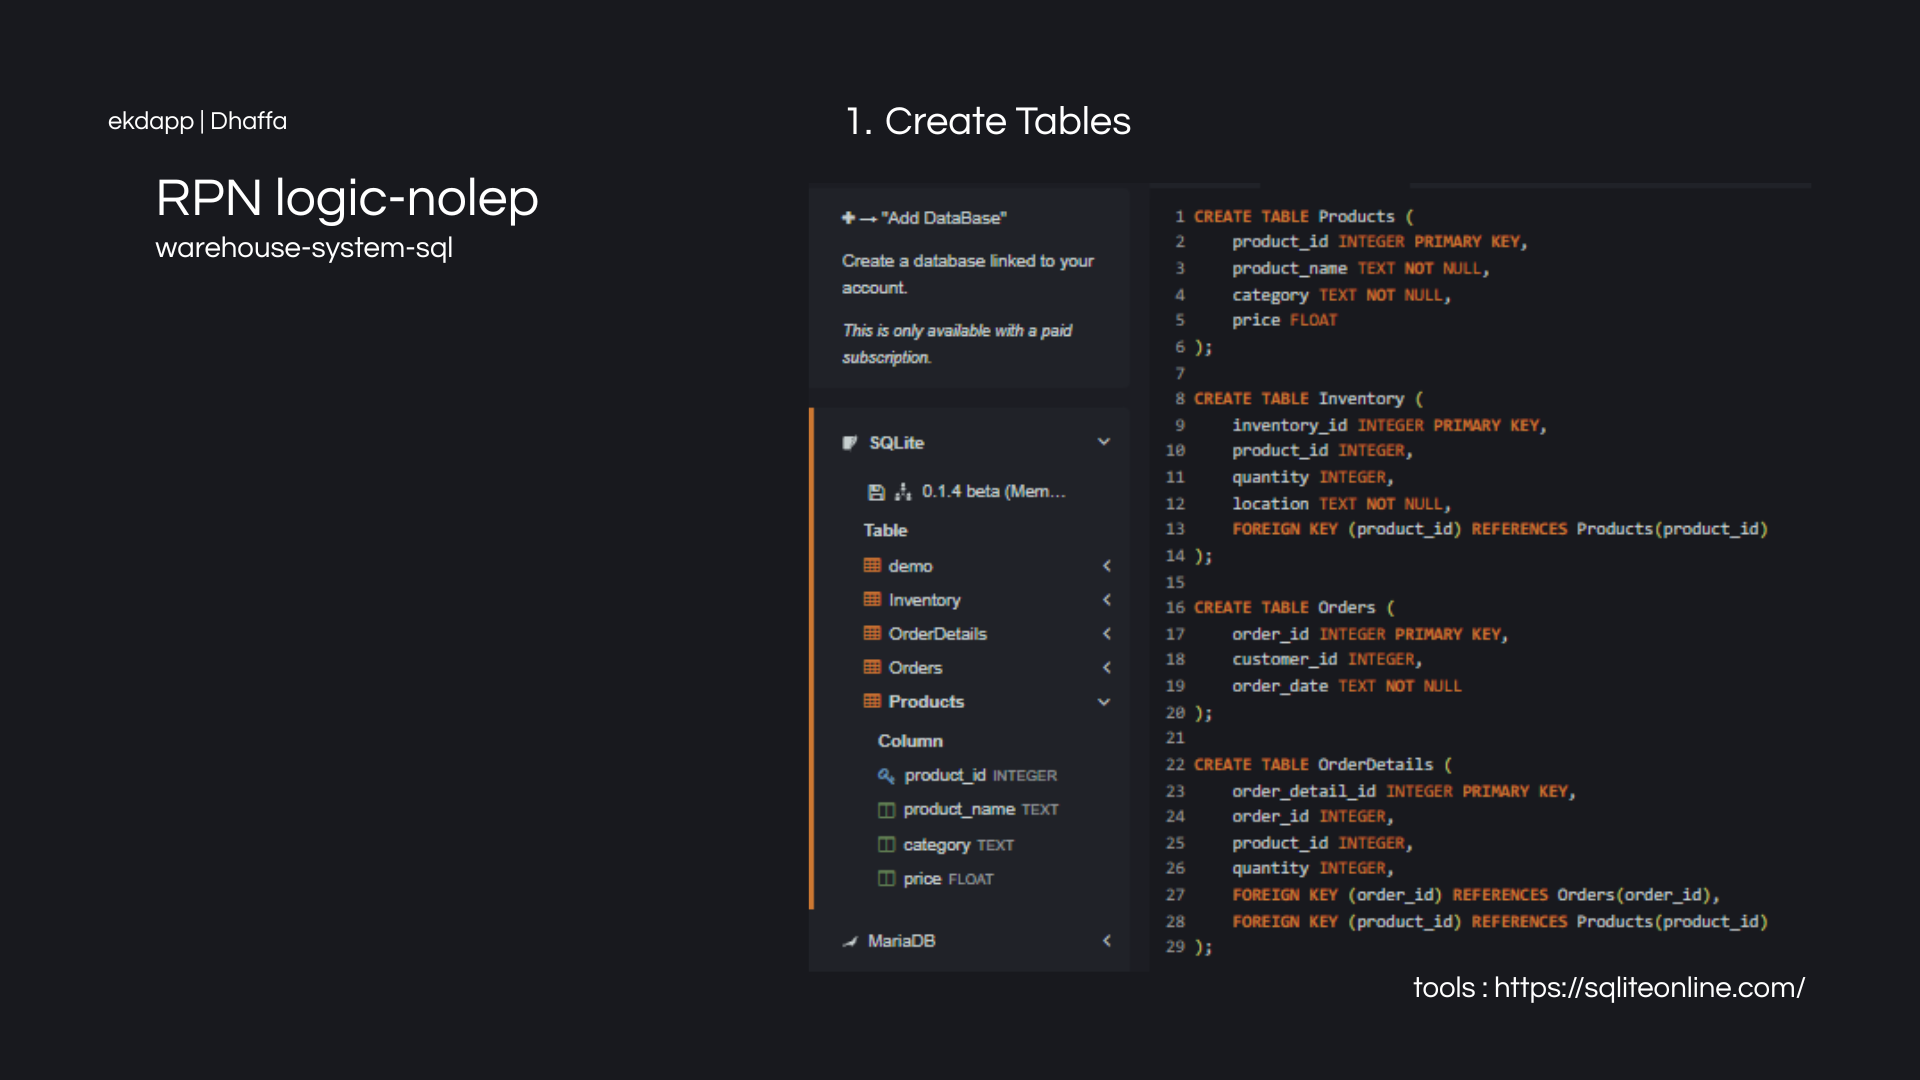 ekdapp | Dhaffa
RPN logic-nolep
warehouse-system-sql
1. Create Tables
"Add DataBase"
Create a database linked to your
account.
This is only available with a paid
subscription.
SQLite
0.1.4 beta (Mem...
Table
demo
Inventory
OrderDetails
Orders
Products
Column
product_id INTEGER
product_name TEXT
category TEXT
price FLOAT
MariaDB
1 CREATE TABLE Products (
2 product_id INTEGER PRIMARY KEY,
3 product_name TEXT NOT NULL,
4 category TEXT NOT NULL,
5 price FLOAT
6 );
7
8 CREATE TABLE Inventory (
9 inventory_id INTEGER PRIMARY KEY,
10 product_id INTEGER,
11 quantity INTEGER,
12 location TEXT NOT NULL,
13 FOREIGN KEY (product_id) REFERENCES Products(product_id)
14 );
15
16 CREATE TABLE Orders (
17 order_id INTEGER PRIMARY KEY,
18 customer_id INTEGER,
19 order_date TEXT NOT NULL
20 );
21
22 CREATE TABLE OrderDetails (
23 order_detail_id INTEGER PRIMARY KEY,
24 order_id INTEGER,
25 product_id INTEGER,
26 quantity INTEGER,
27 FOREIGN KEY (order_id) REFERENCES Orders(order_id),
28 FOREIGN KEY (product_id) REFERENCES Products(product_id)
29 );
tools : https://sqliteonline.com/